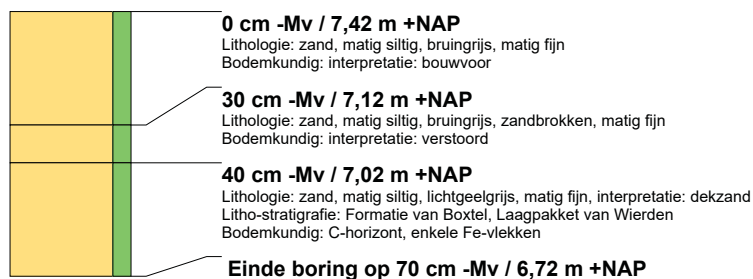 0 cm -Mv / 7,42 m +NAP
Lithologie: zand, matig siltig, bruingrijs, matig fijn
Bodemkundig: interpretatie: bouwvoor
30 cm -Mv / 7,12 m +NAP
Lithologie: zand, matig siltig, bruingrijs, zandbrokken, matig fijn
Bodemkundig: interpretatie: verstoord
40 cm -Mv / 7,02 m +NAP
Lithologie: zand, matig siltig, lichtgeelgrijs, matig fijn, interpretatie: dekzand
Litho-stratigrafie: Formatie van Boxtel, Laagpakket van Wierden
Bodemkundig: C-horizont, enkele Fe-vlekken
Einde boring op 70 cm -Mv / 6,72 m +NAP